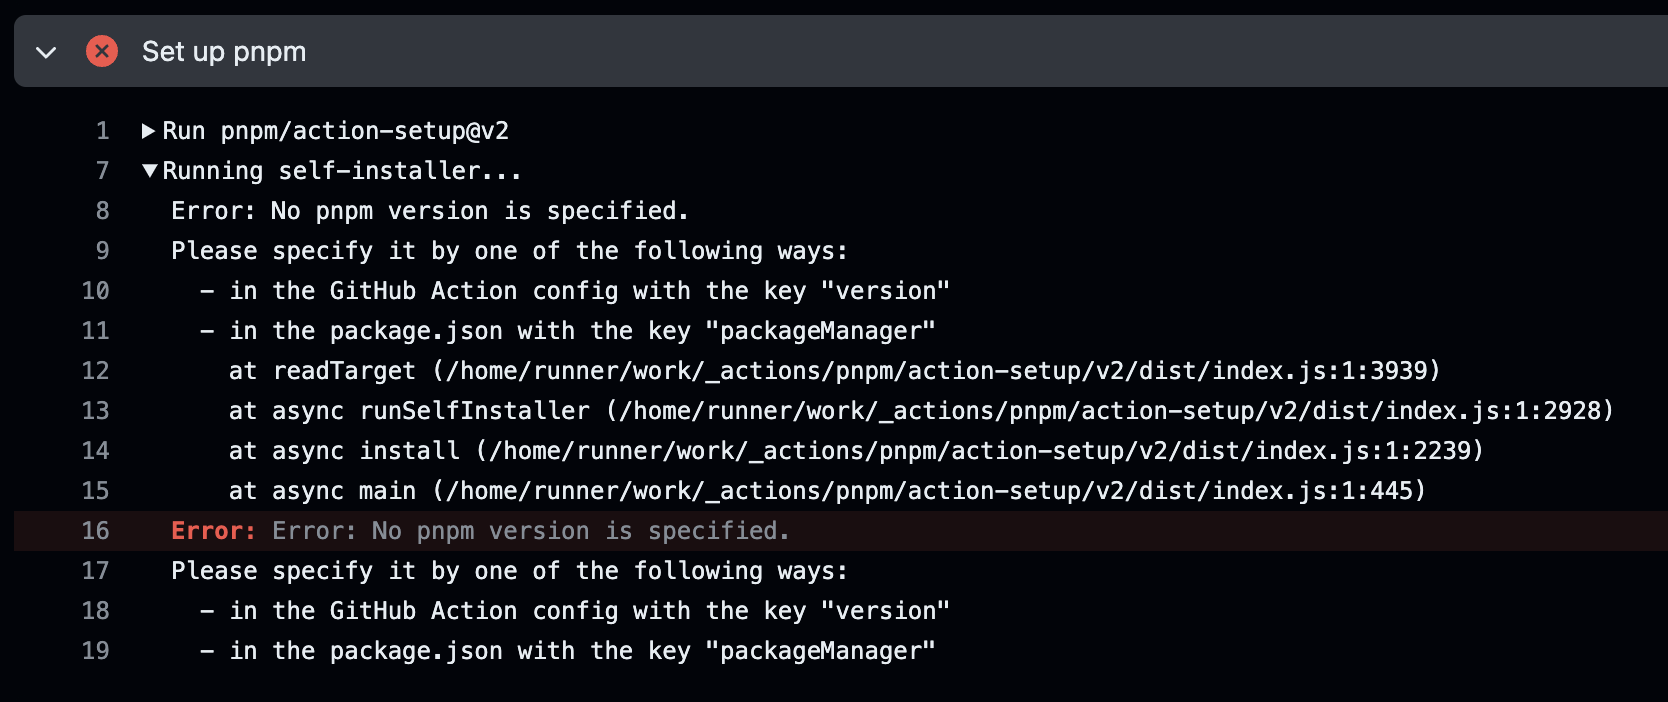 Set up pnpm
1 ▶Run pnpm/action-setup@v2
7 ▼Running self-installer...
8 Error: No pnpm version is specified.
9 Please specify it by one of the following ways:
10 - in the GitHub Action config with the key "version"
11 - in the package.json with the key "packageManager"
12 at readTarget (/home/runner/work/_actions/pnpm/action-setup/v2/dist/index.js:1:3939)
13 at async runSelfInstaller (/home/runner/work/_actions/pnpm/action-setup/v2/dist/index.js:1:2928)
14 at async install (/home/runner/work/_actions/pnpm/action-setup/v2/dist/index.js:1:2239)
15 at async main (/home/runner/work/_actions/pnpm/action-setup/v2/dist/index.js:1:445)
16 Error: Error: No pnpm version is specified.
17 Please specify it by one of the following ways:
18 - in the GitHub Action config with the key "version"
19 - in the package.json with the key "packageManager"